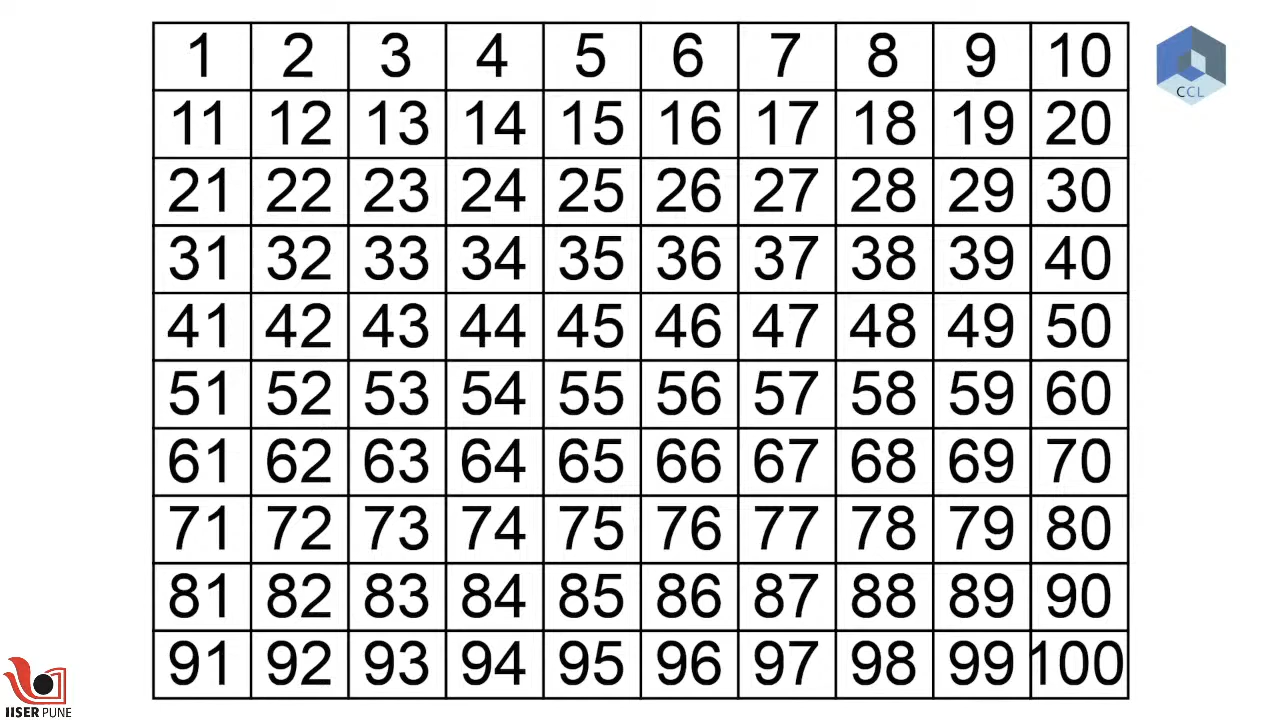 1 2 3 4 5 6 7 8 9 10
11 12 13 14 15 16 17 18 19 20
21 22 23 24 25 26 27 28 29 30
31 32 33 34 35 36 37 38 39 40
41 42 43 44 45 46 47 48 49 50
51 52 53 54 55 56 57 58 59 60
61 62 63 64 65 66 67 68 69 70
71 72 73 74 75 76 77 78 79 80
81 82 83 84 85 86 87 88 89 90
91 92 93 94 95 96 97 98 99 100
CCL
IISER PUNE